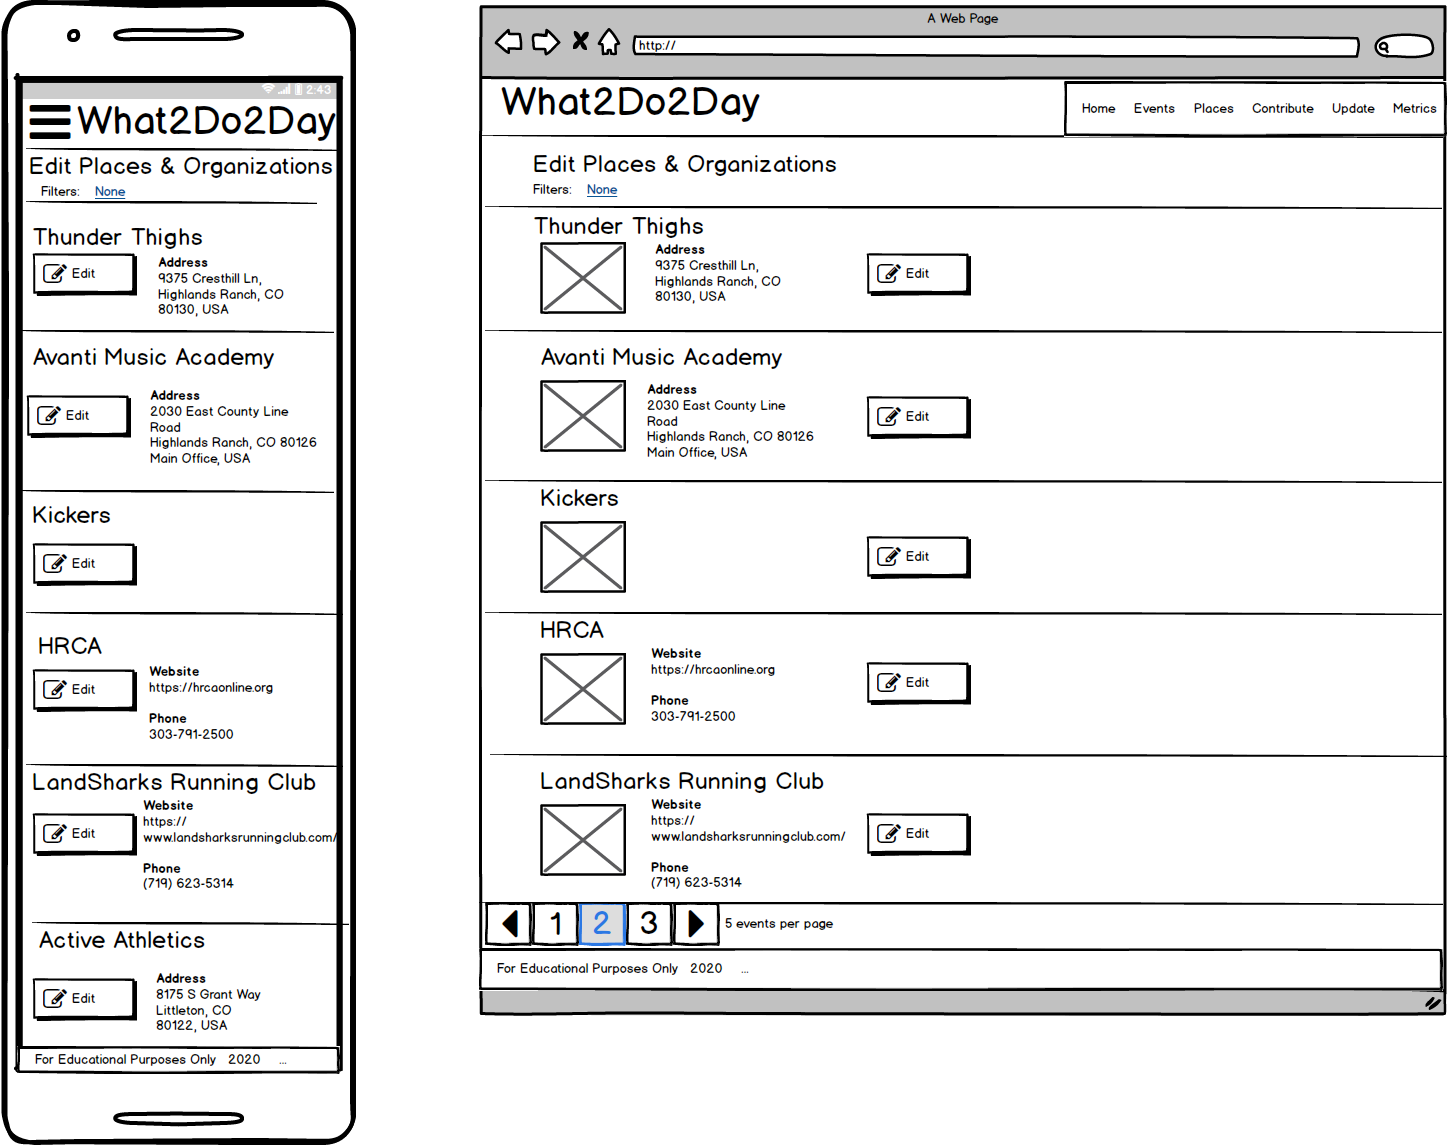 2:43
What2Do2Day
Edit Places & Organizations
Filters: None
Thunder Thighs
Edit
Address
9375 Cresthill Ln,
Highlands Ranch, CO
80130, USA
Avanti Music Academy
Edit
Address
2030 East County Line
Road
Highlands Ranch, CO 80126
Main Office, USA
Kickers
Edit
HRCA
Edit
Website
https://hrcaonline.org
Phone
303-791-2500
LandSharks Running Club
Edit
Website
https://
www.landsharksrunningclub.com/
Phone
(719) 623-5314
Active Athletics
Edit
Address
8175 S Grant Way
Littleton, CO
80122, USA
For Educational Purposes Only 2020 ...
A Web Page
http://
What2Do2Day
Home Events Places Contribute Update Metrics
Edit Places & Organizations
Filters: None
Thunder Thighs
Address
9375 Cresthill Ln,
Highlands Ranch, CO
80130, USA
Edit
Avanti Music Academy
Address
2030 East County Line
Road
Highlands Ranch, CO 80126
Main Office, USA
Edit
Kickers
Edit
HRCA
Website
https://hrcaonline.org
Phone
303-791-2500
Edit
LandSharks Running Club
Website
https://
www.landsharksrunningclub.com/
Phone
(719) 623-5314
Edit
1 2 3 5 events per page
For Educational Purposes Only 2020 ...